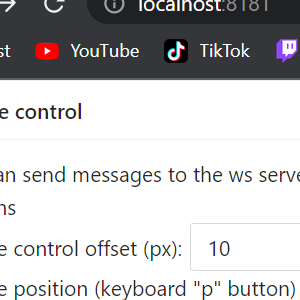 localhost:8181
st YouTube TikTok
e control
an send messages to the ws serve
ns
e control offset (px): 10
e position (keyboard "p" button)